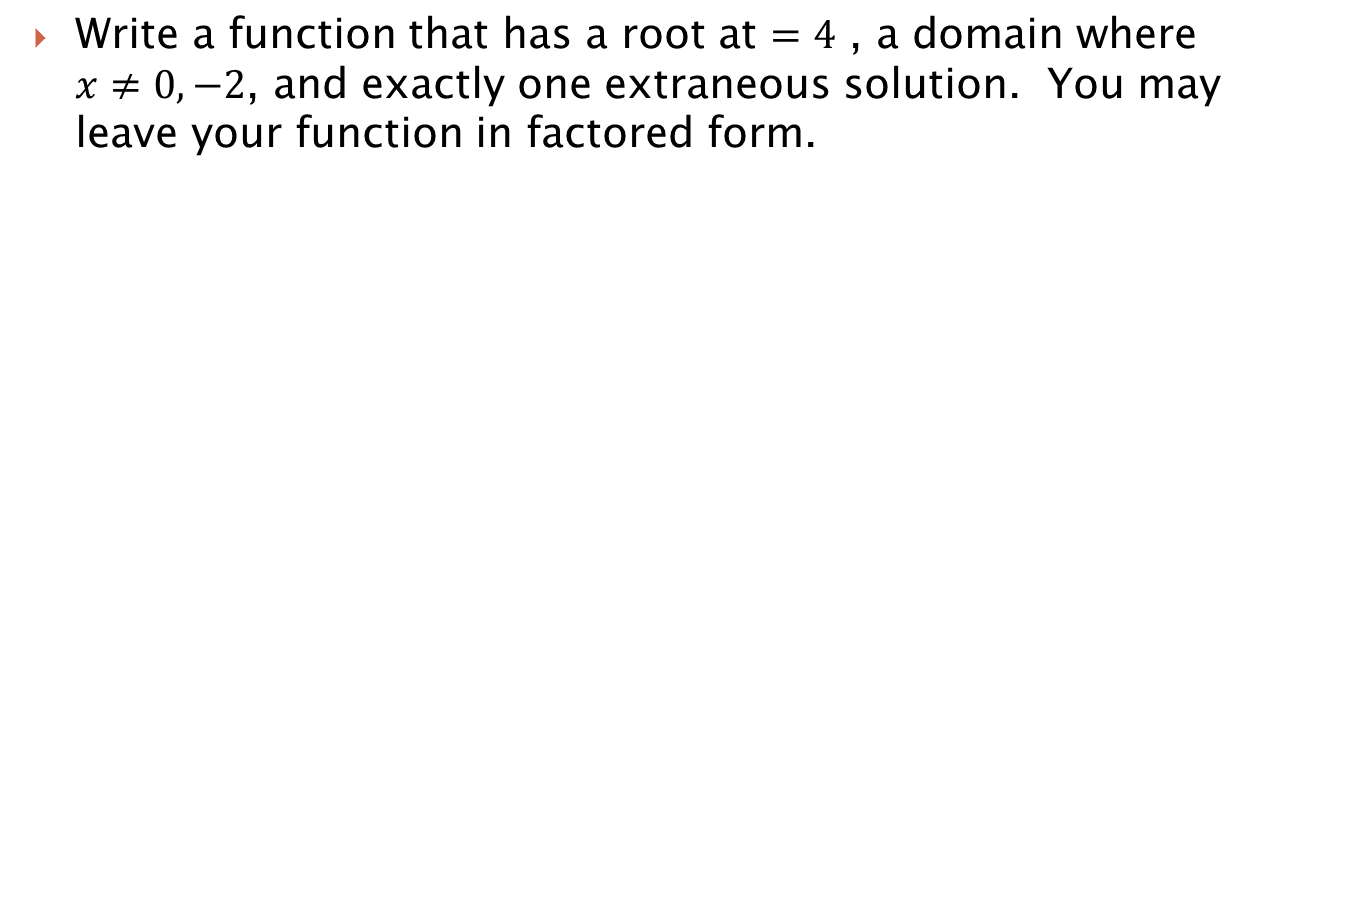 Write a function that has a root at = 4 , a domain where
x ≠ 0, −2, and exactly one extraneous solution. You may
leave your function in factored form.